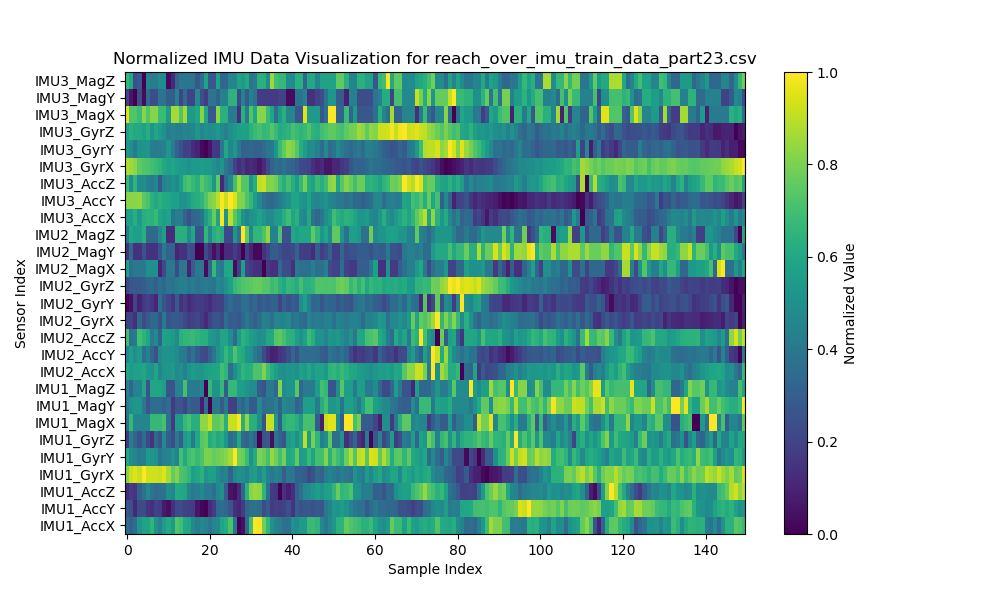 Normalized IMU Data Visualization for reach_over_imu_train_data_part23.csv
IMU3_MagZ
IMU3_MagY
IMU3_MagX
IMU3_GyrZ
IMU3_GyrY
IMU3_GyrX
IMU3_AccZ
IMU3_AccY
IMU3_AccX
IMU2_MagZ
IMU2_MagY
IMU2_MagX
IMU2_GyrZ
IMU2_GyrY
IMU2_GyrX
IMU2_AccZ
IMU2_AccY
IMU2_AccX
IMU1_MagZ
IMU1_MagY
IMU1_MagX
IMU1_GyrZ
IMU1_GyrY
IMU1_GyrX
IMU1_AccZ
IMU1_AccY
IMU1_AccX
Sensor Index
0 20 40 60 80 100 120 140
Sample Index
1.0
0.8
0.6
0.4
0.2
0.0
Normalized Value